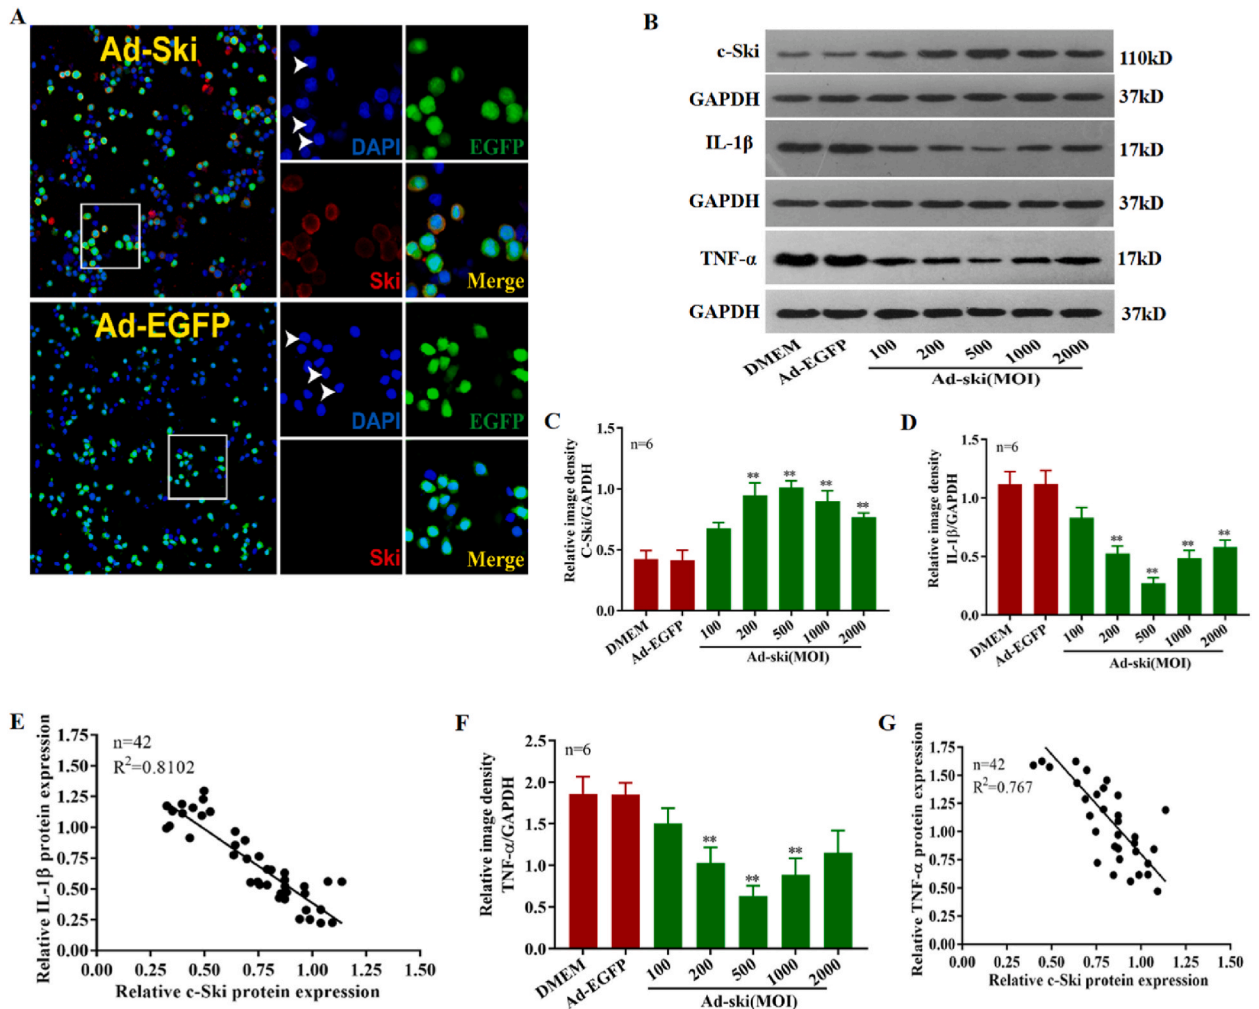 A
Ad-Ski
DAPI
EGFP
Ski
Merge
Ad-EGFP
DAPI
EGFP
Ski
Merge
B
c-Ski
110kD
GAPDH
37kD
IL-1β
17kD
GAPDH
37kD
TNF-α
17kD
GAPDH
37kD
DMEM
Ad-EGFP
100
200
500
1000
2000
Ad-ski(MOI)
C
Relative image density
C-Ski/GAPDH
n=6
1.5
1.0
0.5
0.0
**
**
**
**
DMEM
Ad-EGFP
100
200
500
1000
2000
Ad-ski(MOI)
D
Relative image density
IL-1β/GAPDH
n=6
1.5
1.0
0.5
0.0
**
**
**
**
DMEM
Ad-EGFP
100
200
500
1000
2000
Ad-ski(MOI)
E
Relative IL-1β protein expression
n=42
R²=0.8102
1.75
1.50
1.25
1.00
0.75
0.50
0.25
0.00
0.00 0.25 0.50 0.75 1.00 1.25 1.50
Relative c-Ski protein expression
F
Relative image density
TNF-α/GAPDH
n=6
2.5
2.0
1.5
1.0
0.5
0.0
**
**
**
DMEM
Ad-EGFP
100
200
500
1000
2000
Ad-ski(MOI)
G
Relative TNF-α protein expression
n=42
R²=0.767
1.75
1.50
1.25
1.00
0.75
0.50
0.25
0.00
0.00 0.25 0.50 0.75 1.00 1.25 1.50
Relative c-Ski protein expression